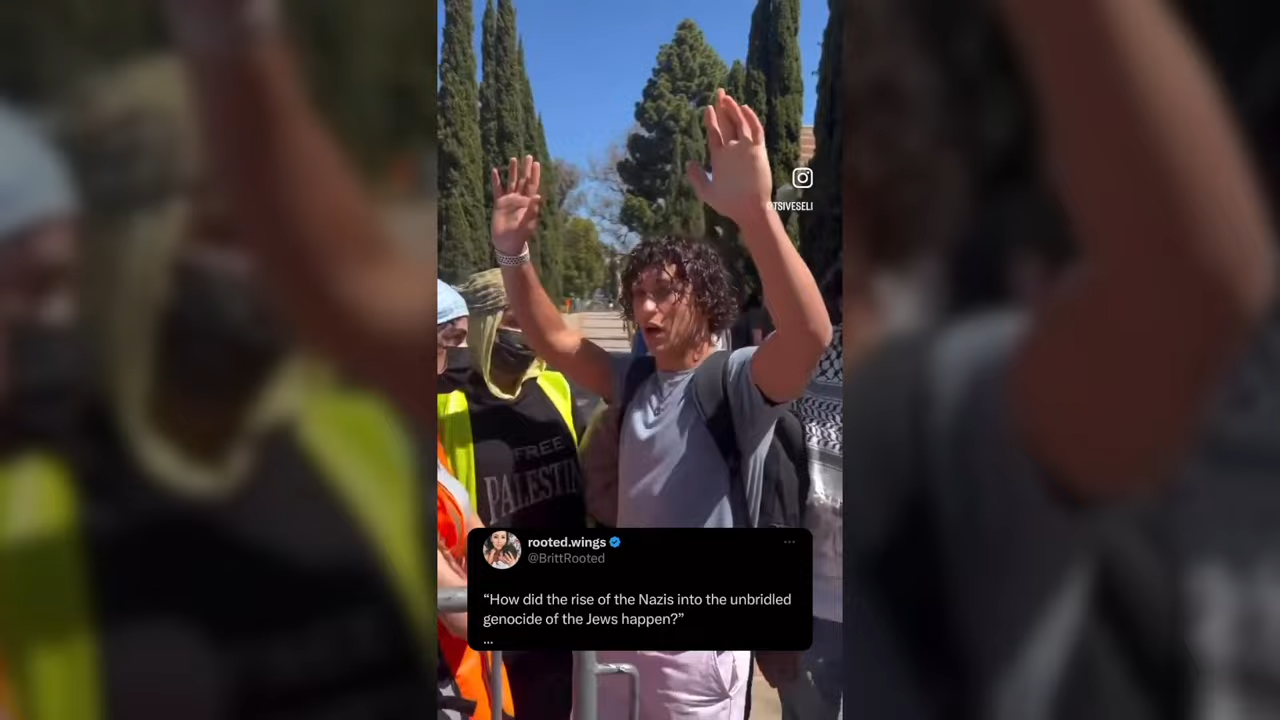 @TSIVESELI
FREE
PALESTIN
rooted.wings
@BrittRooted
“How did the rise of the Nazis into the unbridled
genocide of the Jews happen?”
...